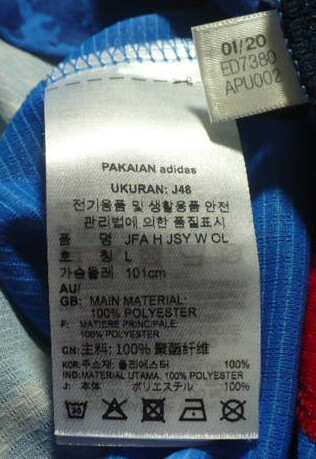 01/20
ED7380
APU002
PAKAIAN adidas
UKURAN: J48
전기용품 및 생활용품 안전
관리법에 의한 품질표시
품 명 JFA H JSY W OL
호 칭 L
가슴둘레 101cm
AU/
GB: MAIN MATERIAL:
100% POLYESTER
F: MATIERE PRINCIPALE:
100% POLYESTER
CN: 主料: 100% 聚酯纤维
KOR: 주소재: 폴리에스터 100%
IND: MATERIAL UTAMA: 100% POLYESTER
J: 本体 ポリエステル 100%